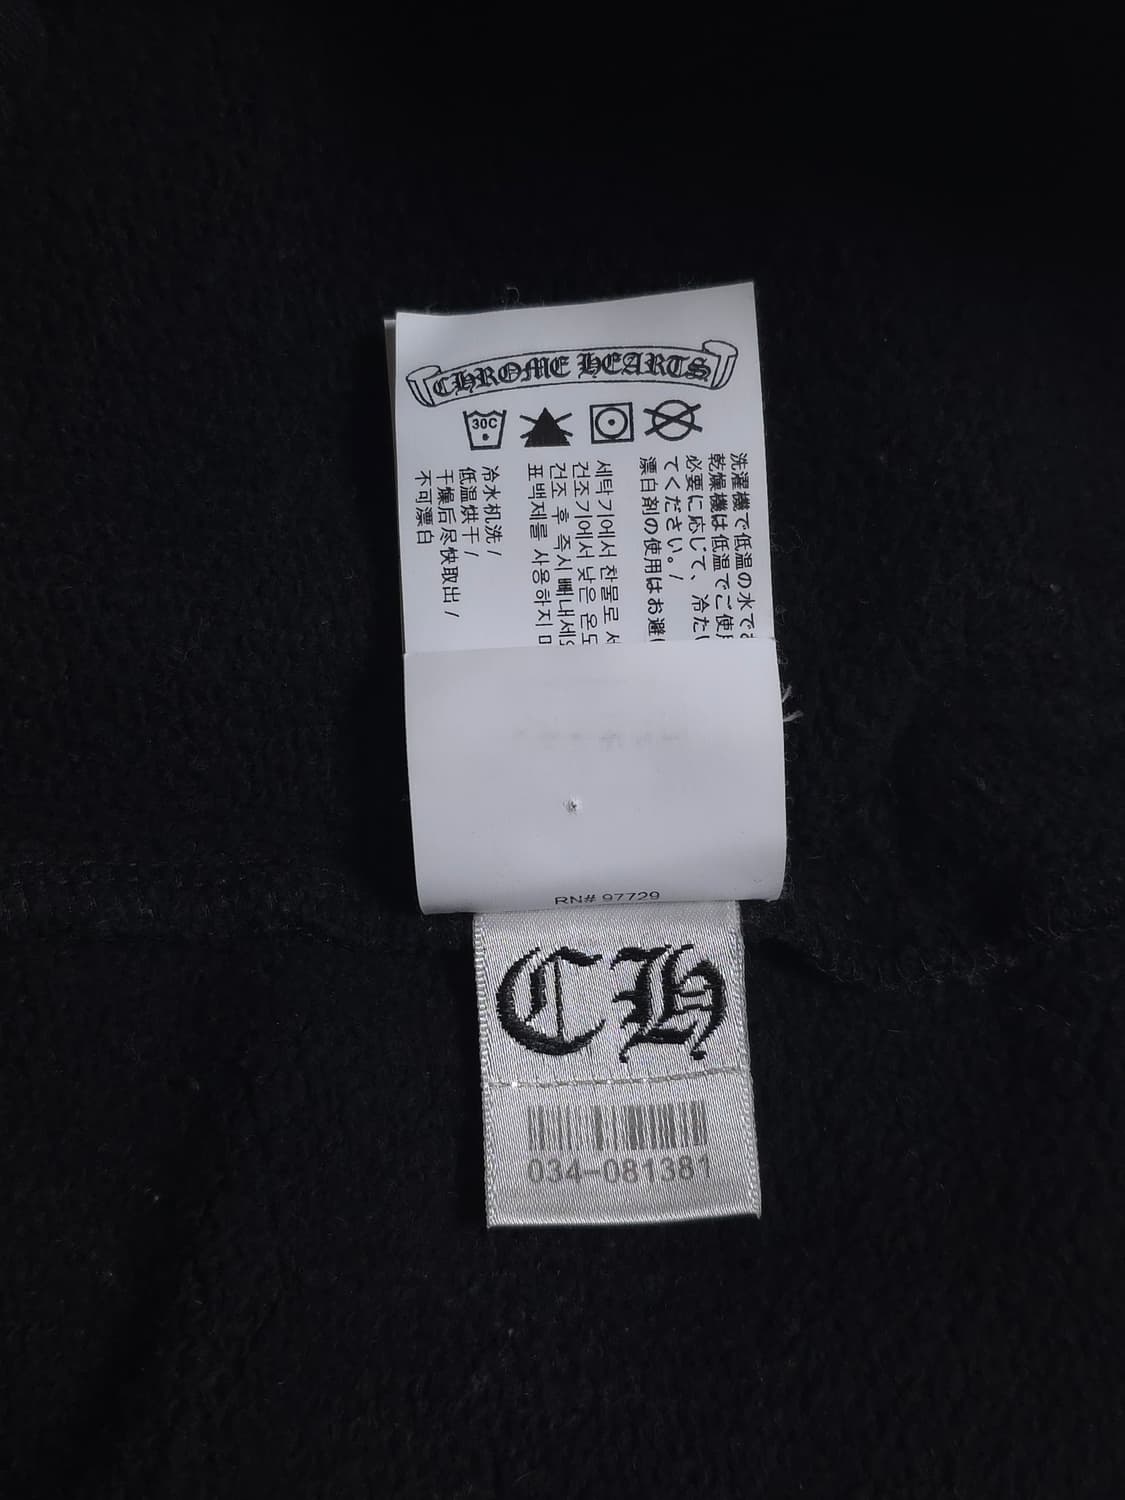 CHROME HEARTS
30C
洗濯機で低温の水でお
乾燥機は低温でご使用
必要に応じて、冷たい
てください。/
漂白剤の使用はお避
세탁기에서 찬물로 세
건조기에서 낮은 온도
건조 후 즉시 빼내세요
표백제를 사용하지 마
冷水机洗/
低温烘干/
干燥后尽快取出/
不可漂白
RN# 97729
CH
034-081381